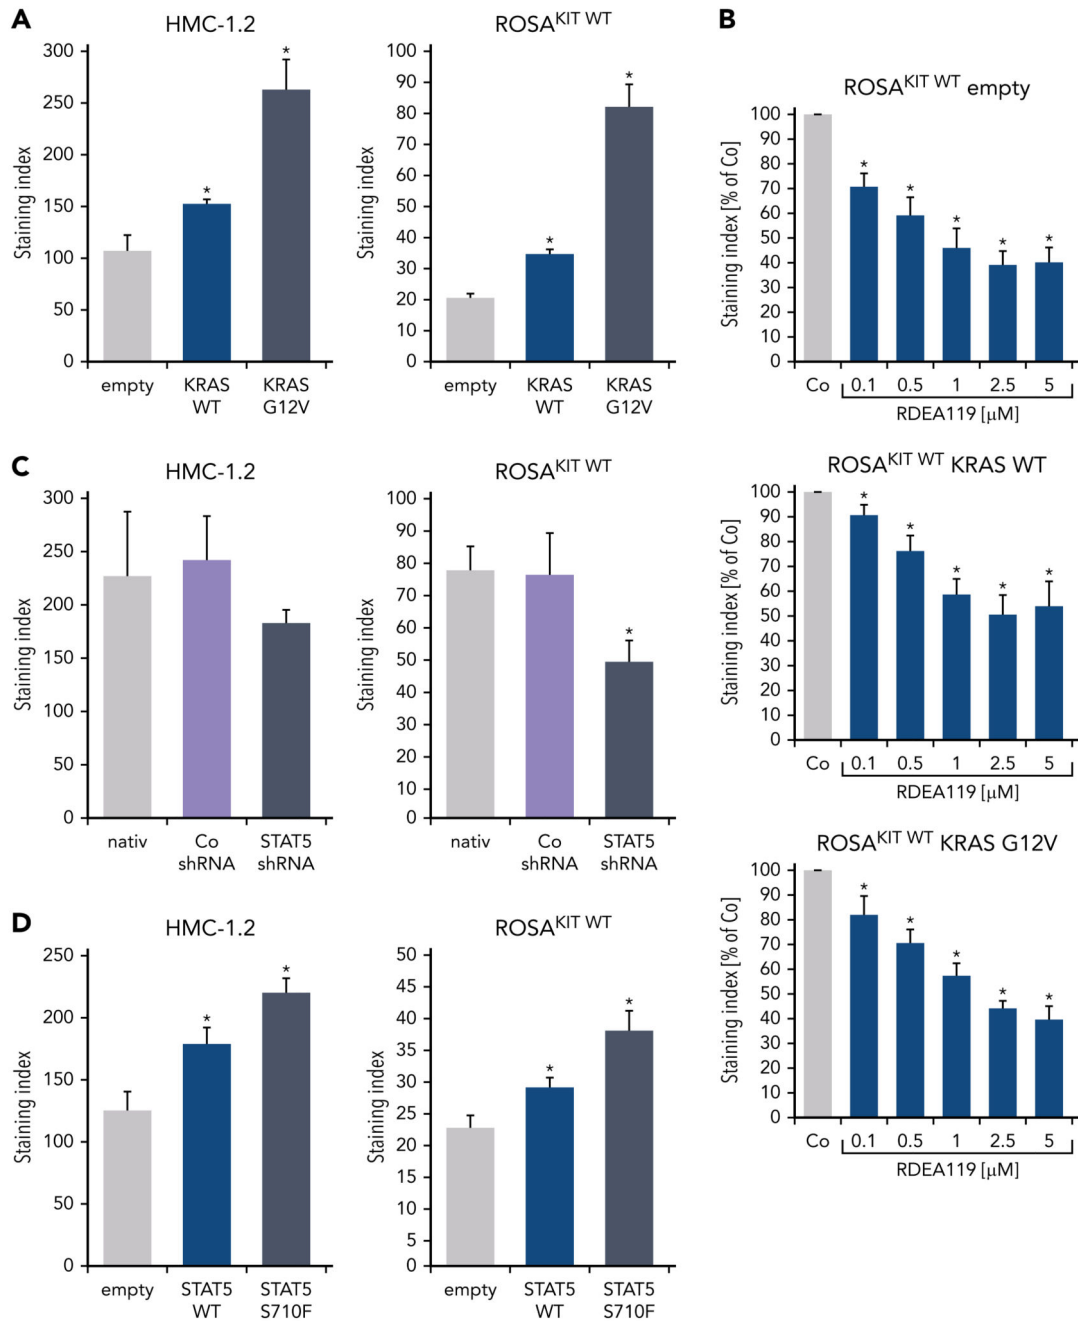 A
HMC-1.2
Staining index
300
250
200
150
100
50
0
*
*
empty
KRAS
WT
KRAS
G12V
ROSAKIT WT
Staining index
100
90
80
70
60
50
40
30
20
10
0
*
*
empty
KRAS
WT
KRAS
G12V
B
ROSAKIT WT empty
Staining index [% of Co]
100
80
70
60
50
40
30
20
10
0
* * * * *
Co 0.1 0.5 1 2.5 5
RDEA119 [μM]
ROSAKIT WT KRAS WT
Staining index [% of Co]
100
90
80
70
60
50
40
30
20
10
0
* * * * *
Co 0.1 0.5 1 2.5 5
RDEA119 [μM]
ROSAKIT WT KRAS G12V
Staining index [% of Co]
100
90
80
70
60
50
40
30
20
10
0
* * * * *
Co 0.1 0.5 1 2.5 5
RDEA119 [μM]
C
HMC-1.2
Staining index
300
250
200
150
100
50
0
nativ
Co
shRNA
STAT5
shRNA
ROSAKIT WT
Staining index
100
90
80
70
60
50
40
30
20
10
0
*
nativ
Co
shRNA
STAT5
shRNA
D
HMC-1.2
Staining index
250
200
150
100
50
0
*
*
empty
STAT5
WT
STAT5
S710F
ROSAKIT WT
Staining index
50
45
40
35
30
25
20
15
10
5
0
*
*
empty
STAT5
WT
STAT5
S710F